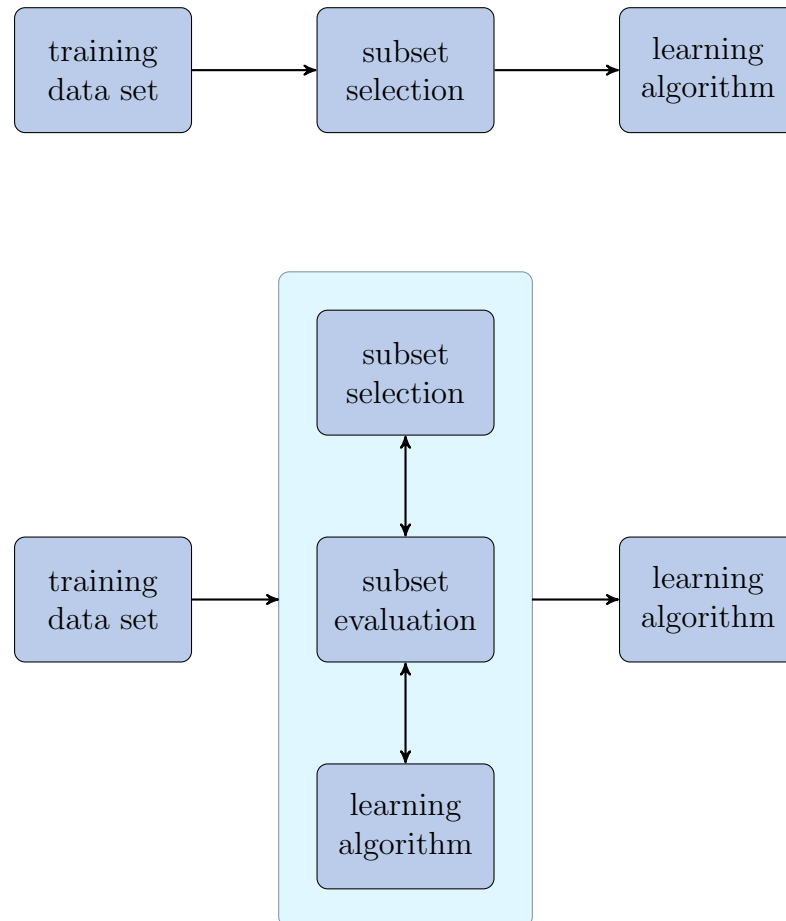 training
data set
subset
selection
learning
algorithm
subset
selection
training
data set
subset
evaluation
learning
algorithm
learning
algorithm